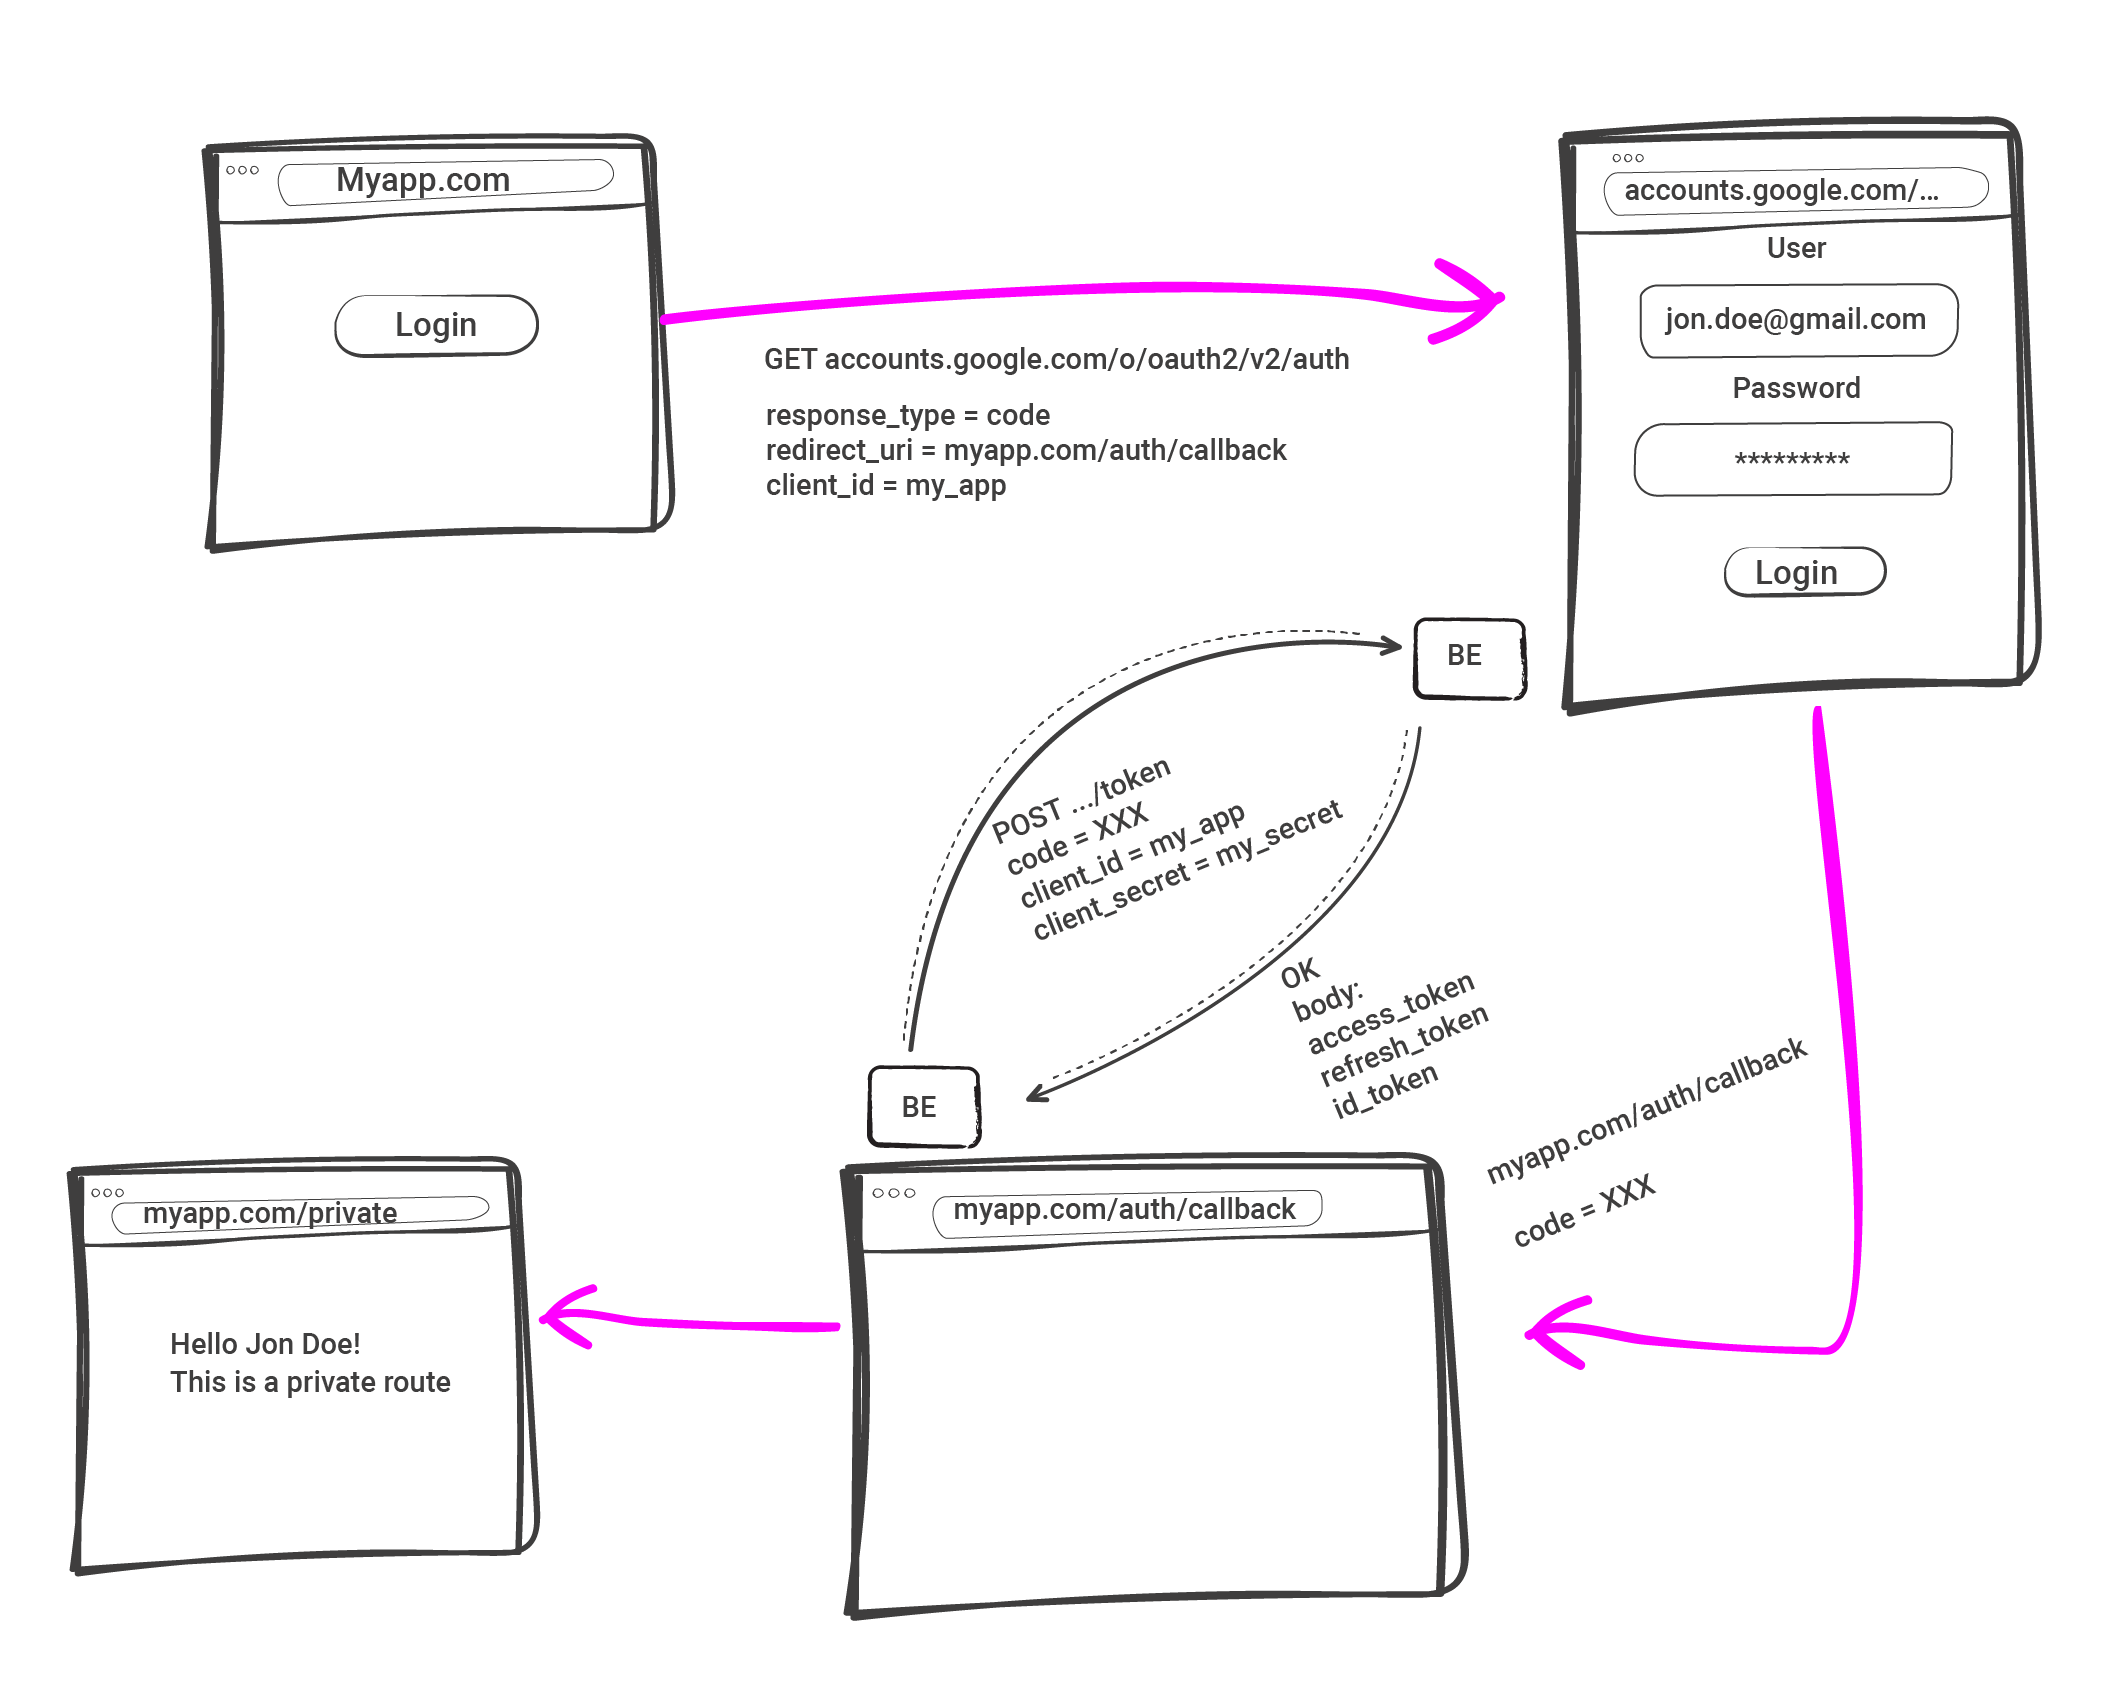 Myapp.com
Login
GET accounts.google.com/o/oauth2/v2/auth
response_type = code
redirect_uri = myapp.com/auth/callback
client_id = my_app
accounts.google.com/...
User
jon.doe@gmail.com
Password
*********
Login
BE
POST .../token
code = XXX
client_id = my_app
client_secret = my_secret
OK
body:
access_token
refresh_token
id_token
BE
myapp.com/auth/callback
code = XXX
myapp.com/auth/callback
myapp.com/private
Hello Jon Doe!
This is a private route